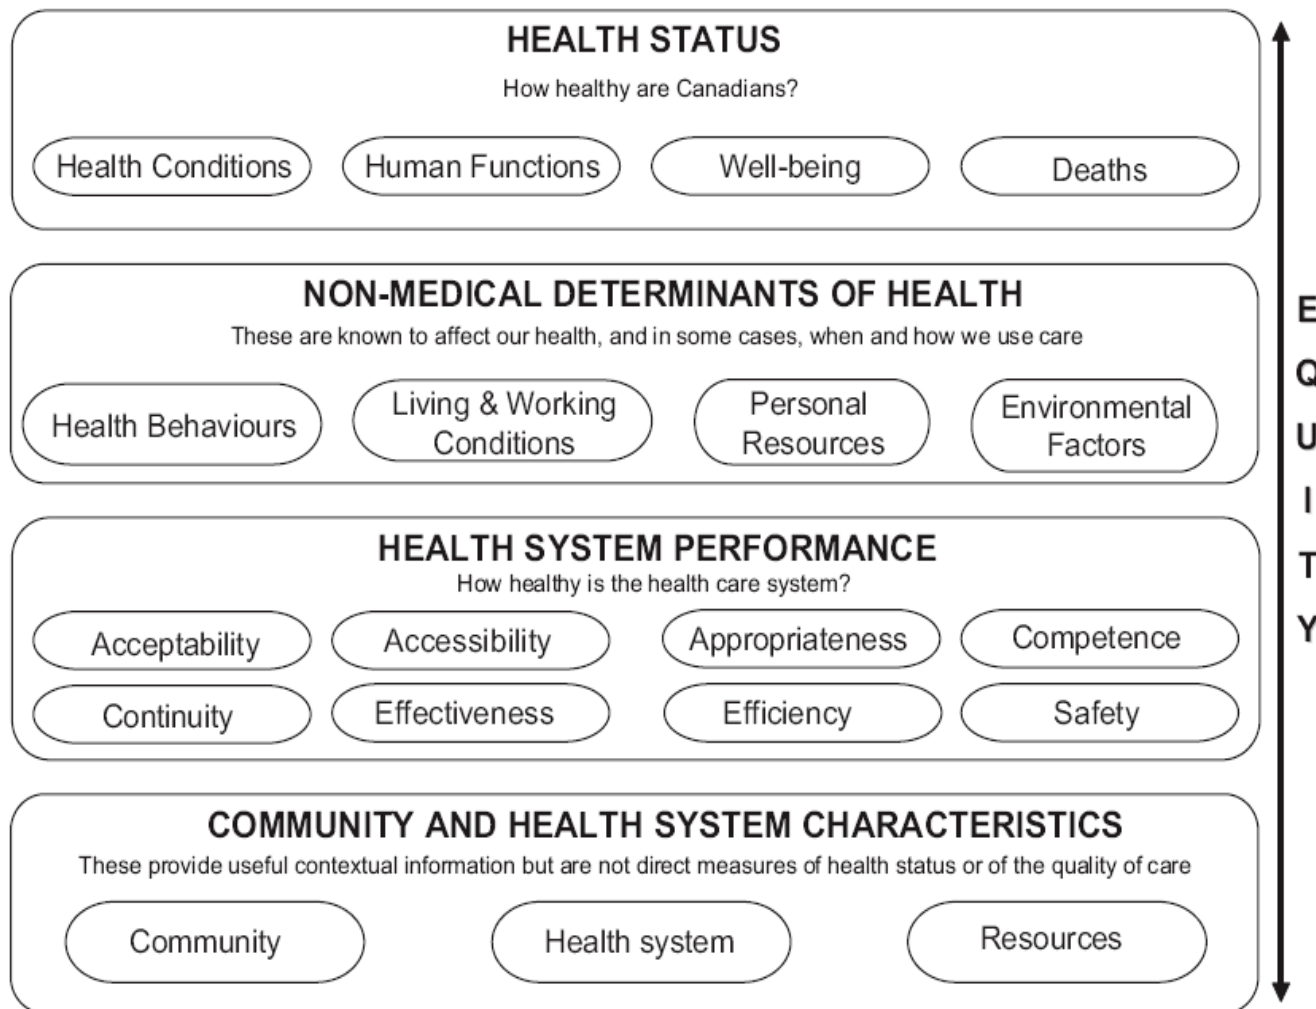 HEALTH STATUS
How healthy are Canadians?
Health Conditions
Human Functions
Well-being
Deaths
NON-MEDICAL DETERMINANTS OF HEALTH
These are known to affect our health, and in some cases, when and how we use care
Health Behaviours
Living & Working
Conditions
Personal
Resources
Environmental
Factors
HEALTH SYSTEM PERFORMANCE
How healthy is the health care system?
Acceptability
Accessibility
Appropriateness
Competence
Continuity
Effectiveness
Efficiency
Safety
COMMUNITY AND HEALTH SYSTEM CHARACTERISTICS
These provide useful contextual information but are not direct measures of health status or of the quality of care
Community
Health system
Resources
E
Q
U
I
T
Y